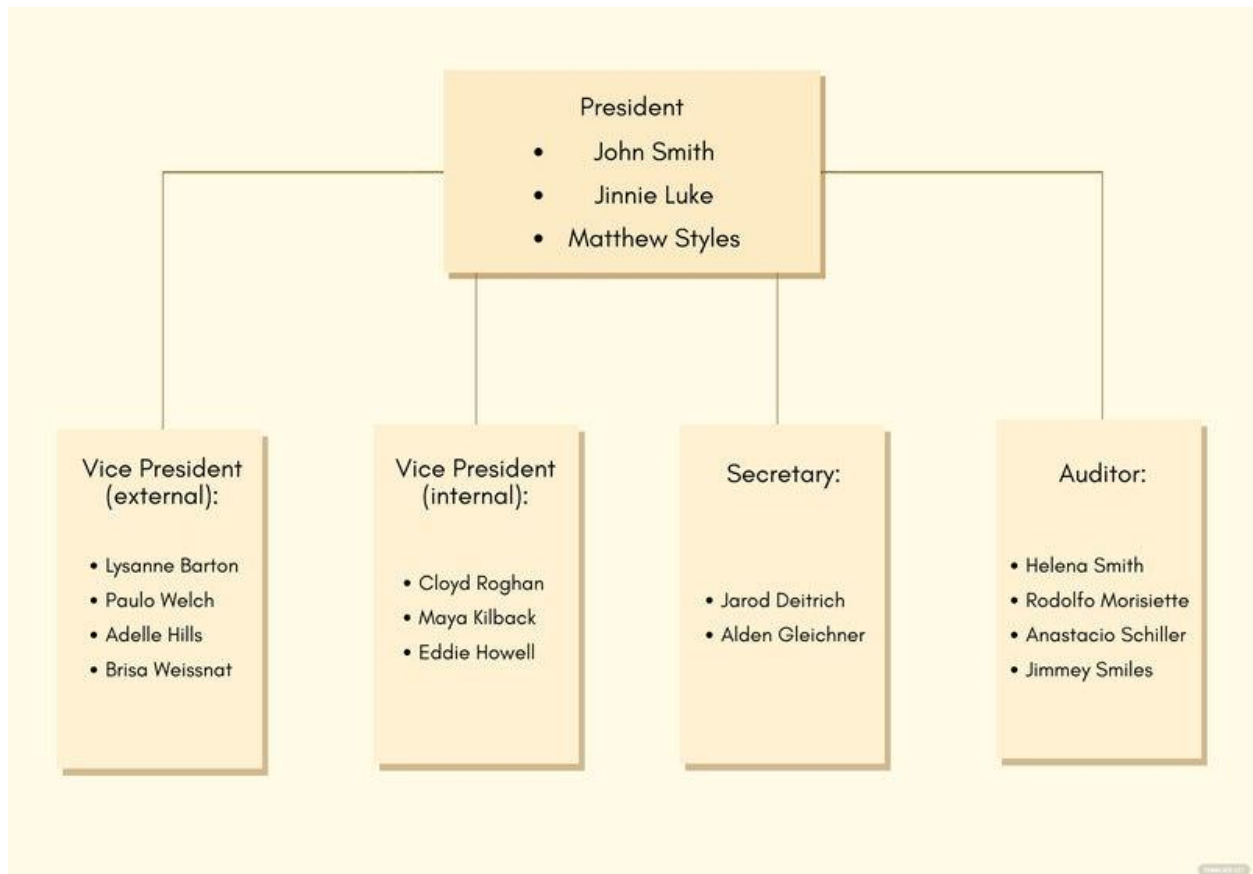 President
• John Smith
• Jinnie Luke
• Matthew Styles
Vice President
(external):
• Lysanne Barton
• Paulo Welch
• Adelle Hills
• Brisa Weissnat
Vice President
(internal):
• Cloyd Roghan
• Maya Kilback
• Eddie Howell
Secretary:
• Jarod Deitrich
• Alden Gleichner
Auditor:
• Helena Smith
• Rodolfo Morisiette
• Anastacio Schiller
• Jimmey Smiles